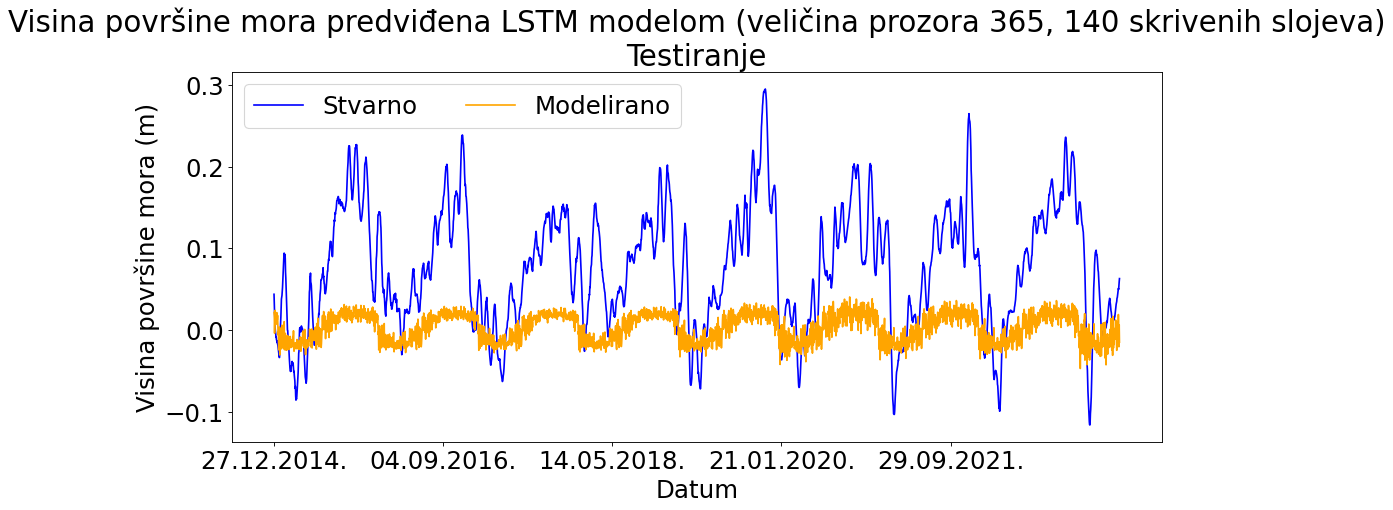 Visina površine mora predviđena LSTM modelom (veličina prozora 365, 140 skrivenih slojeva)
Testiranje
Stvarno Modelirano
Visina površine mora (m)
0.3
0.2
0.1
0.0
−0.1
27.12.2014. 04.09.2016. 14.05.2018. 21.01.2020. 29.09.2021.
Datum